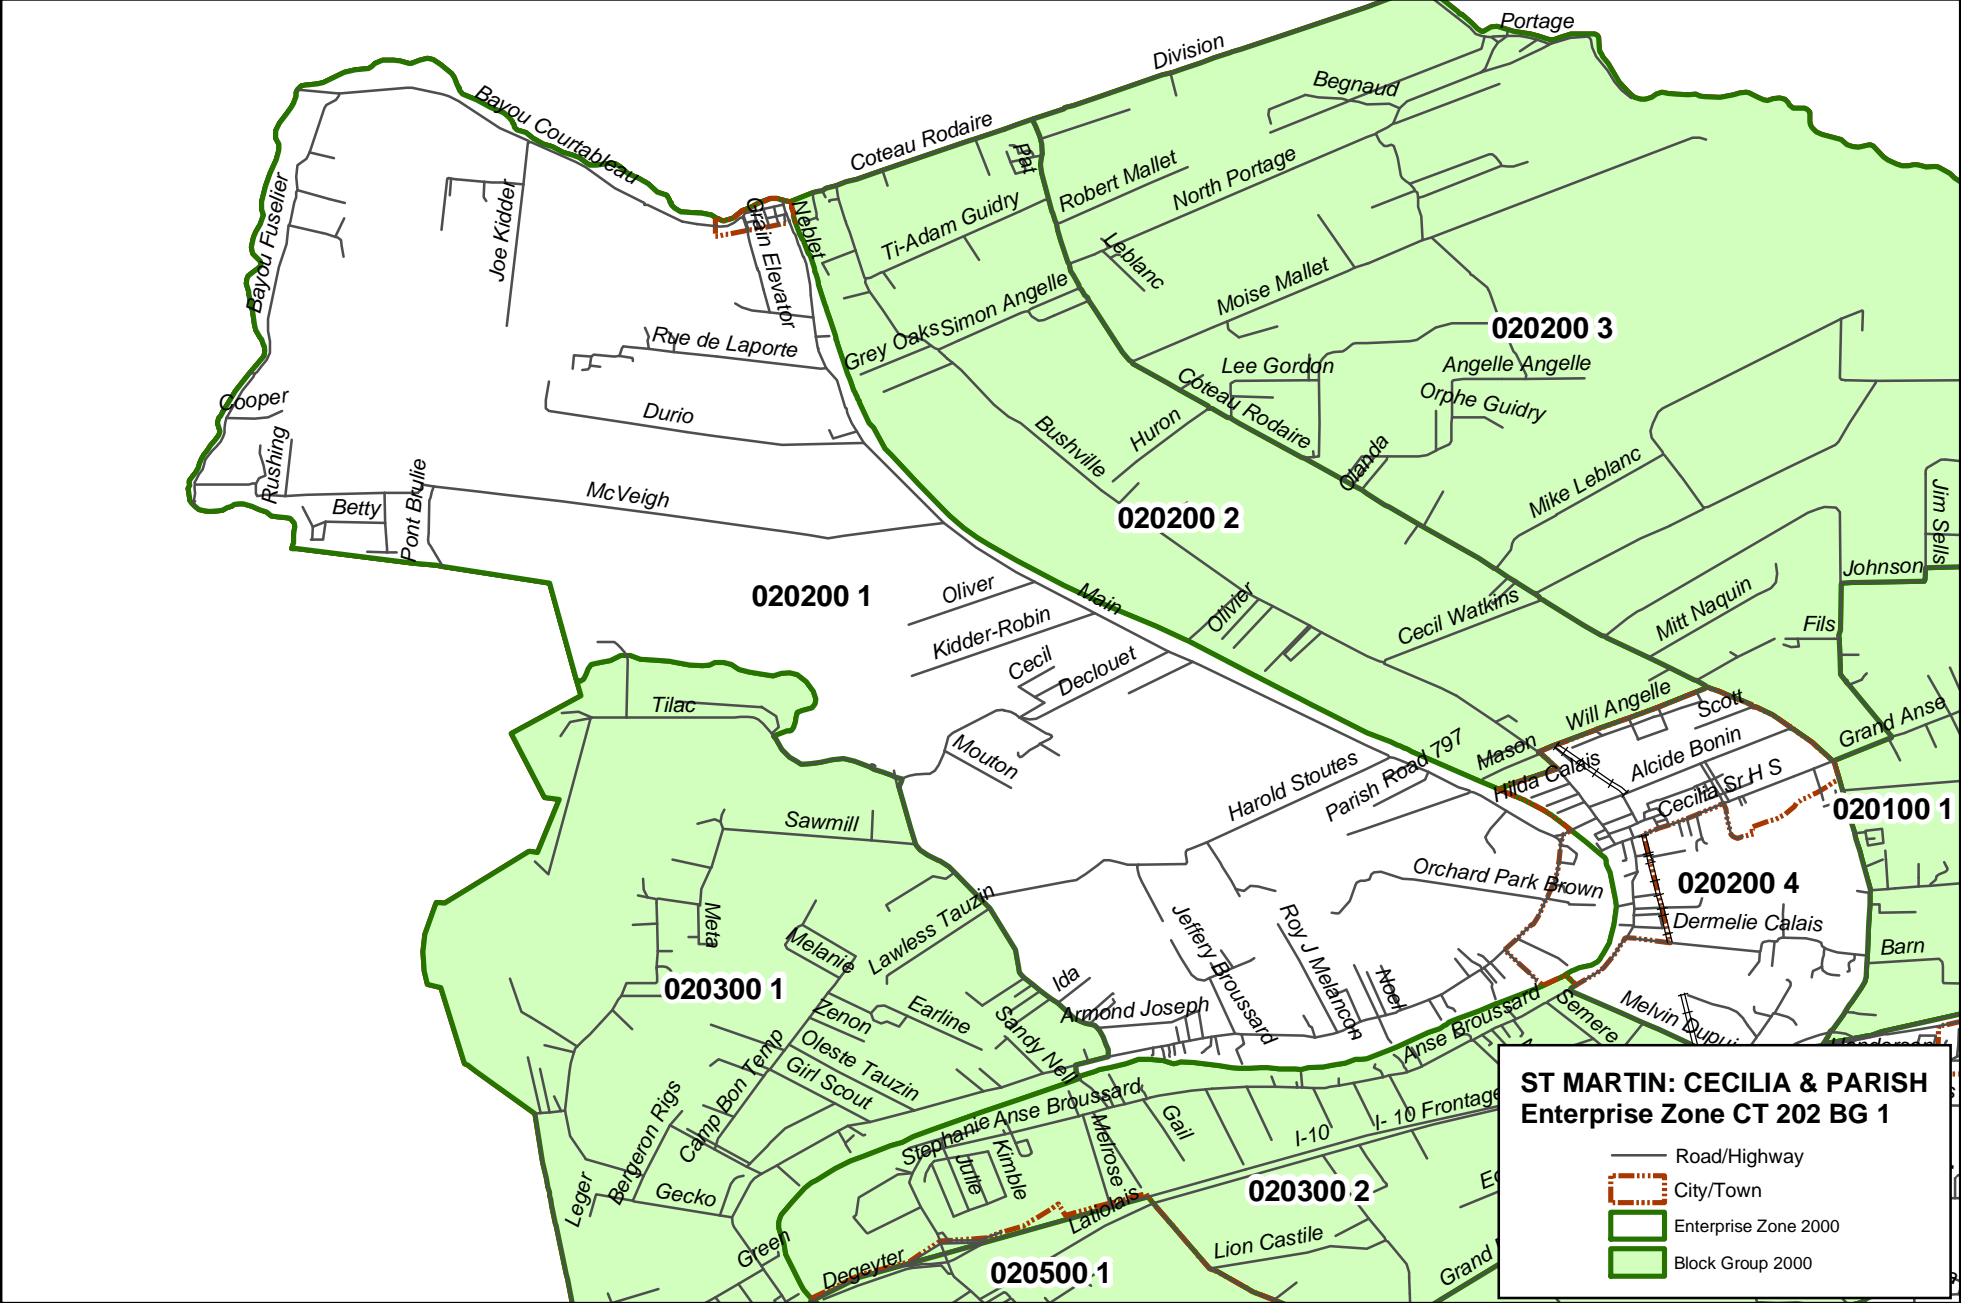 Portage
Division
Begnaud
Bayou Courtableau
Coteau Rodaire
Pat
Robert Mallet
North Portage
Bayou Fuselier
Joe Kidder
Grain Elevator
Neblet
Ti-Adam Guidry
Leblanc
Simon Angelle
Moise Mallet
Grey Oaks
020200 3
Rue de Laporte
Lee Gordon
Angelle Angelle
Cooper
Durio
Coteau Rodaire
Orphe Guidry
Bushville
Huron
Rushing
Olanda
Mike Leblanc
McVeigh
Betty
Pont Brulie
020200 2
Jim Sells
Johnson
020200 1
Oliver
Main
Olivier
Cecil Watkins
Mitt Naquin
Fils
Kidder-Robin
Cecil
Declouet
Tilac
Will Angelle
Scott
Grand Anse
Mouton
Mason
Parish Road 797
Harold Stoutes
Hilda Calais
Alcide Bonin
Cecilia Sr H S
020100 1
Sawmill
Orchard Park Brown
020200 4
Meta
Lawless Tauzin
Jeffery Broussard
Roy J Melancon
Dermelie Calais
Melanie
Barn
020300 1
Ida
Noel
Armond Joseph
Zenon
Earline
Sandy Nell
Anse Broussard
Semere
Melvin Dupui
Henderson
Oleste Tauzin
Girl Scout
Camp Bon Temp
Bergeron Rigs
Stephanie
Anse Broussard
Melrose
Gail
I-10
I- 10 Frontage
Julie
Kimble
Leger
Gecko
020300 2
Latiolais
Green
Degeyter
Lion Castile
Grand
020500 1
ST MARTIN: CECILIA & PARISH
Enterprise Zone CT 202 BG 1
Road/Highway
City/Town
Enterprise Zone 2000
Block Group 2000